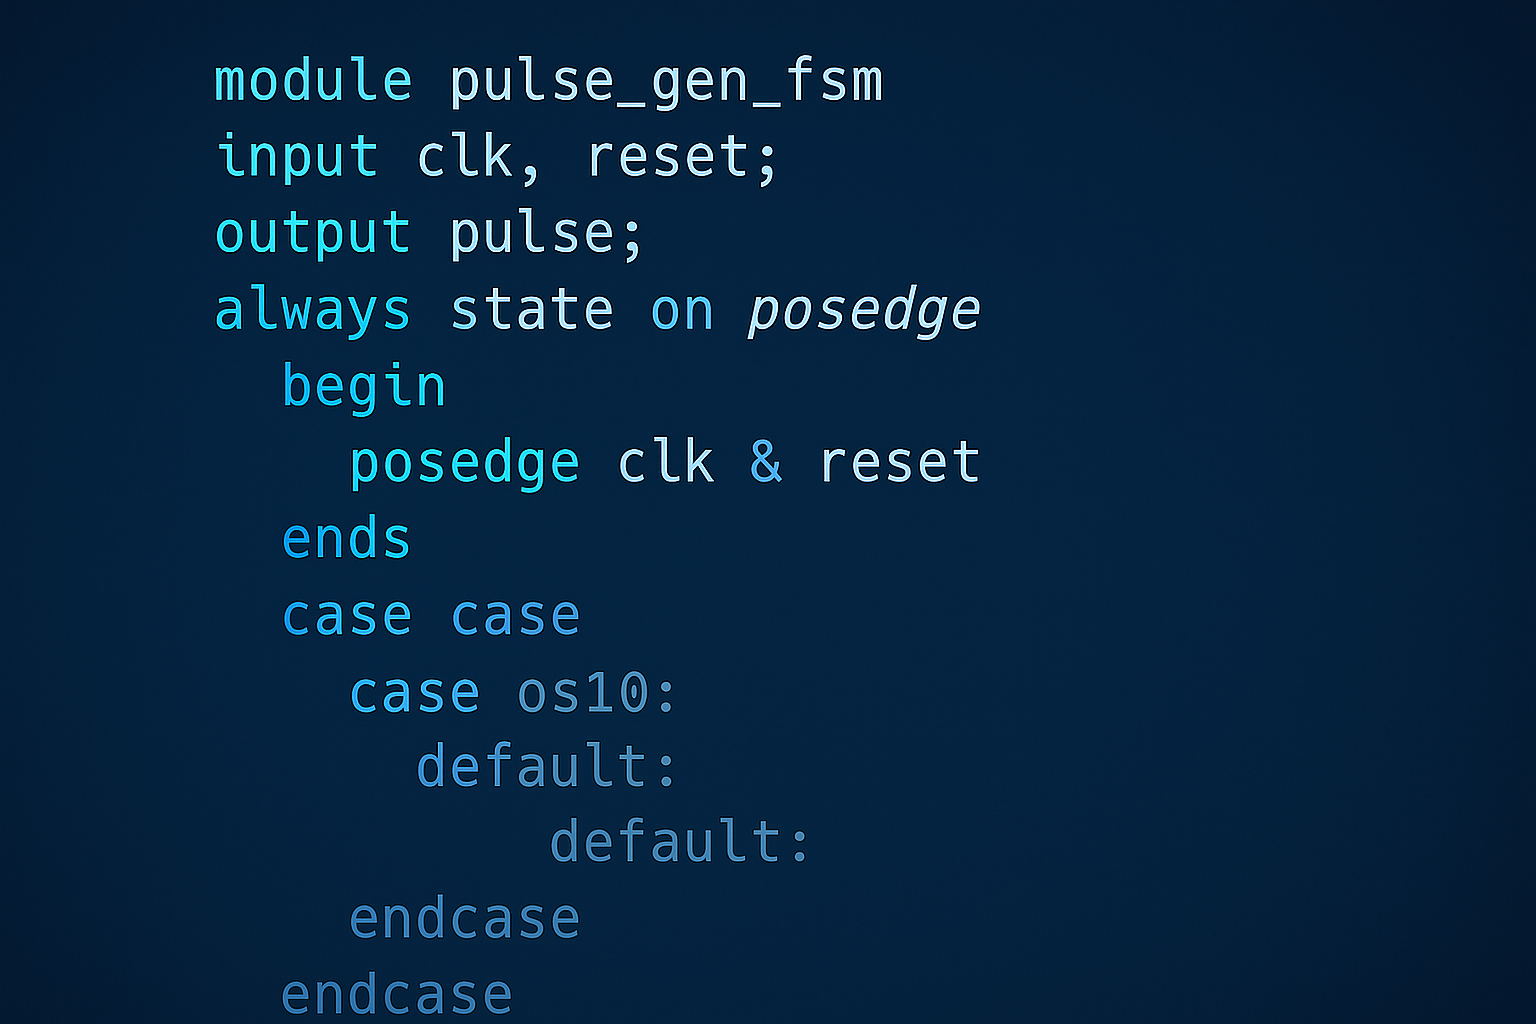 module pulse_gen_fsm
input clk, reset;
output pulse;
always state on posedge
begin
posedge clk & reset
ends
case case
case os10:
default:
default:
endcase
endcase